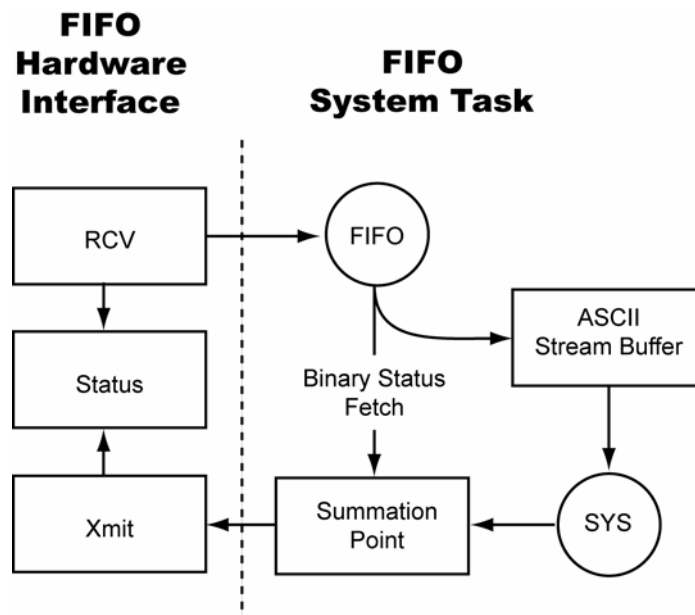 FIFO
Hardware
Interface
FIFO
System Task
RCV
FIFO
ASCII
Stream Buffer
Status
Binary Status
Fetch
Xmit
Summation
Point
SYS